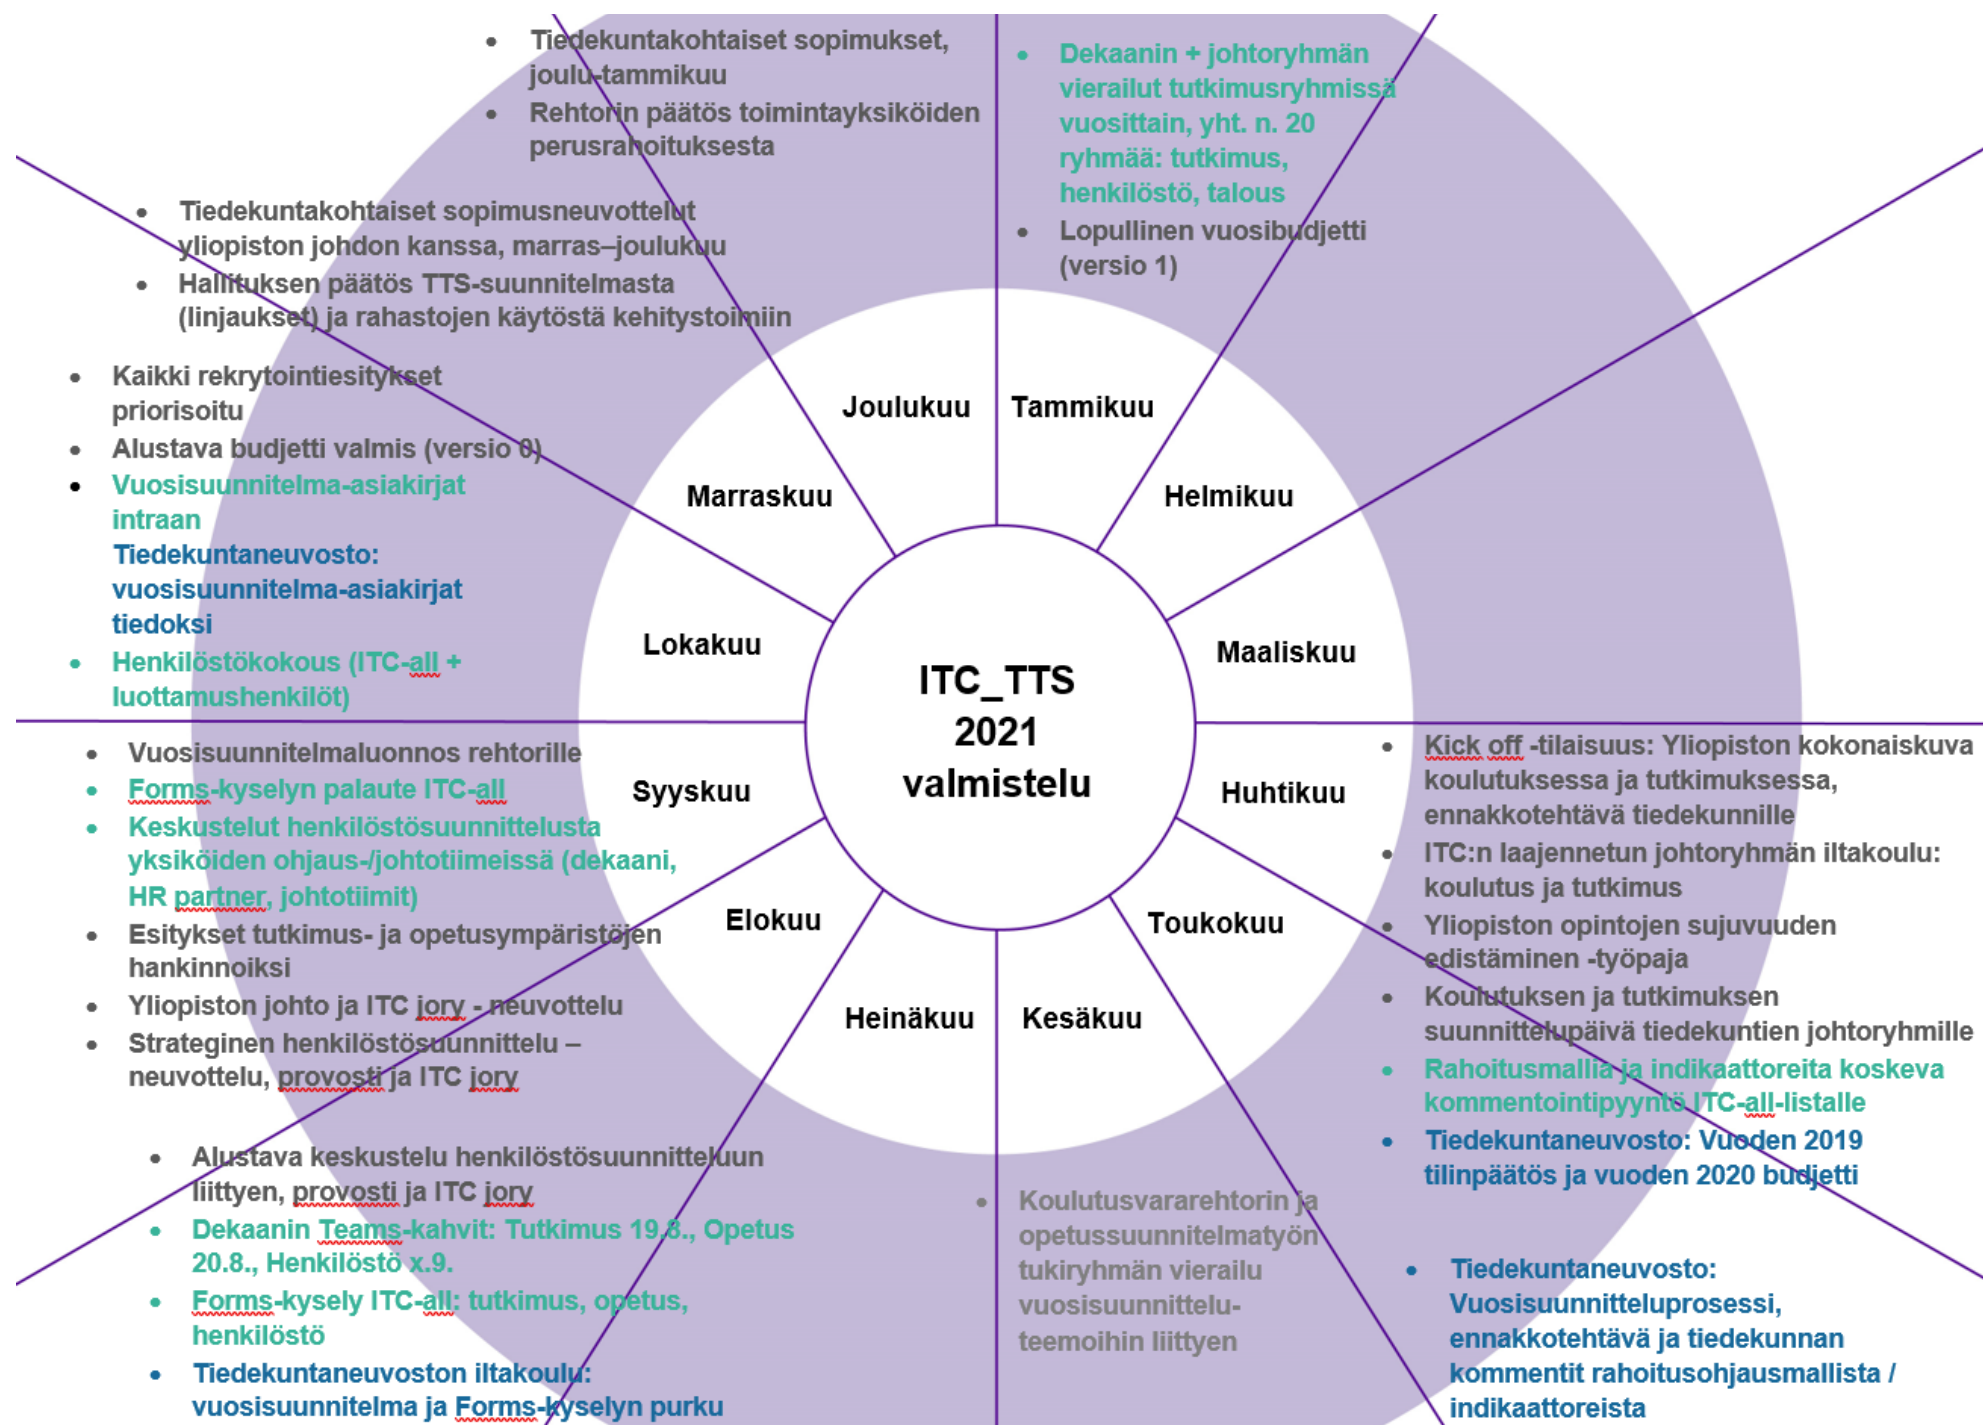 Tiedekuntakohtaiset sopimukset,
joulu-tammikuu
Rehtorin päätös toimintayksiköiden
perusrahoituksesta
Dekaanin + johtoryhmän
vierailut tutkimusryhmissä
vuosittain, yht. n. 20
ryhmää: tutkimus,
henkilöstö, talous
Lopullinen vuosibudjetti
(versio 1)
Tiedekuntakohtaiset sopimusneuvottelut
yliopiston johdon kanssa, marras–joulukuu
Hallituksen päätös TTS-suunnitelmasta
(linjaukset) ja rahastojen käytöstä kehitystoimiin
Kaikki rekrytointiesitykset
priorisoitu
Alustava budjetti valmis (versio 0)
Vuosisuunnitelma-asiakirjat
intraan
Tiedekuntaneuvosto:
vuosisuunnitelma-asiakirjat
tiedoksi
Henkilöstökokous (ITC-all +
luottamushenkilöt)
Joulukuu
Tammikuu
Marraskuu
Helmikuu
Lokakuu
Maaliskuu
ITC_TTS
2021
valmistelu
Syyskuu
Huhtikuu
Elokuu
Toukokuu
Heinäkuu
Kesäkuu
Vuosisuunnitelmaluonnos rehtorille
Forms-kyselyn palaute ITC-all
Keskustelut henkilöstösuunnittelusta
yksiköiden ohjaus-/johtotiimeissä (dekaani,
HR partner, johtotiimit)
Esitykset tutkimus- ja opetusympäristöjen
hankinnoiksi
Yliopiston johto ja ITC jory - neuvottelu
Strateginen henkilöstösuunnittelu –
neuvottelu, provosti ja ITC jory
Kick off -tilaisuus: Yliopiston kokonaiskuva
koulutuksessa ja tutkimuksessa,
ennakkotehtävä tiedekunnille
ITC:n laajennetun johtoryhmän iltakoulu:
koulutus ja tutkimus
Yliopiston opintojen sujuvuuden
edistäminen -työpaja
Koulutuksen ja tutkimuksen
suunnittelupäivä tiedekuntien johtoryhmille
Rahoitusmallia ja indikaattoreita koskeva
kommentointipyyntö ITC-all-listalle
Tiedekuntaneuvosto: Vuoden 2019
tilinpäätös ja vuoden 2020 budjetti
Alustava keskustelu henkilöstösuunnitteluun
liittyen, provosti ja ITC jory
Dekaanin Teams-kahvit: Tutkimus 19.8., Opetus
20.8., Henkilöstö x.9.
Forms-kysely ITC-all: tutkimus, opetus,
henkilöstö
Tiedekuntaneuvoston iltakoulu:
vuosisuunnitelma ja Forms-kyselyn purku
Koulutusvararehtorin ja
opetussuunnitelmatyön
tukiryhmän vierailu
vuosisuunnittelu-
teemoihin liittyen
Tiedekuntaneuvosto:
Vuosisuunnitteluprosessi,
ennakkotehtävä ja tiedekunnan
kommentit rahoitusohjausmallista /
indikaattoreista